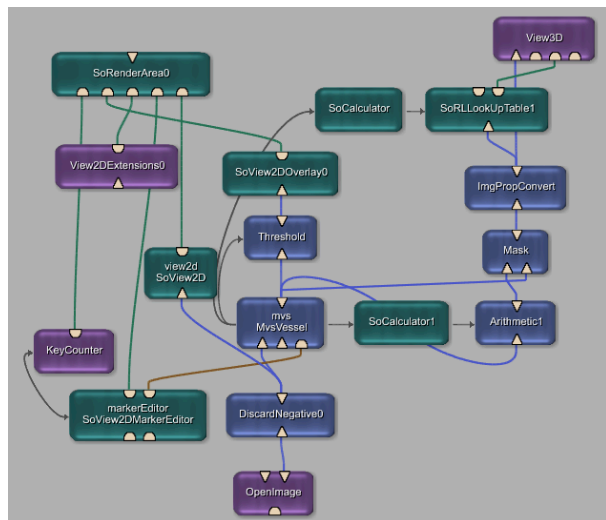 View3D
SoRenderArea0
SoCalculator
SoRLLookUpTable1
View2DExtensions0
SoView2DOverlay0
ImgPropConvert
Threshold
Mask
view2d
SoView2D
mvs
MvsVessel
SoCalculator1
Arithmetic1
KeyCounter
markerEditor
SoView2DMarkerEditor
DiscardNegative0
OpenImage